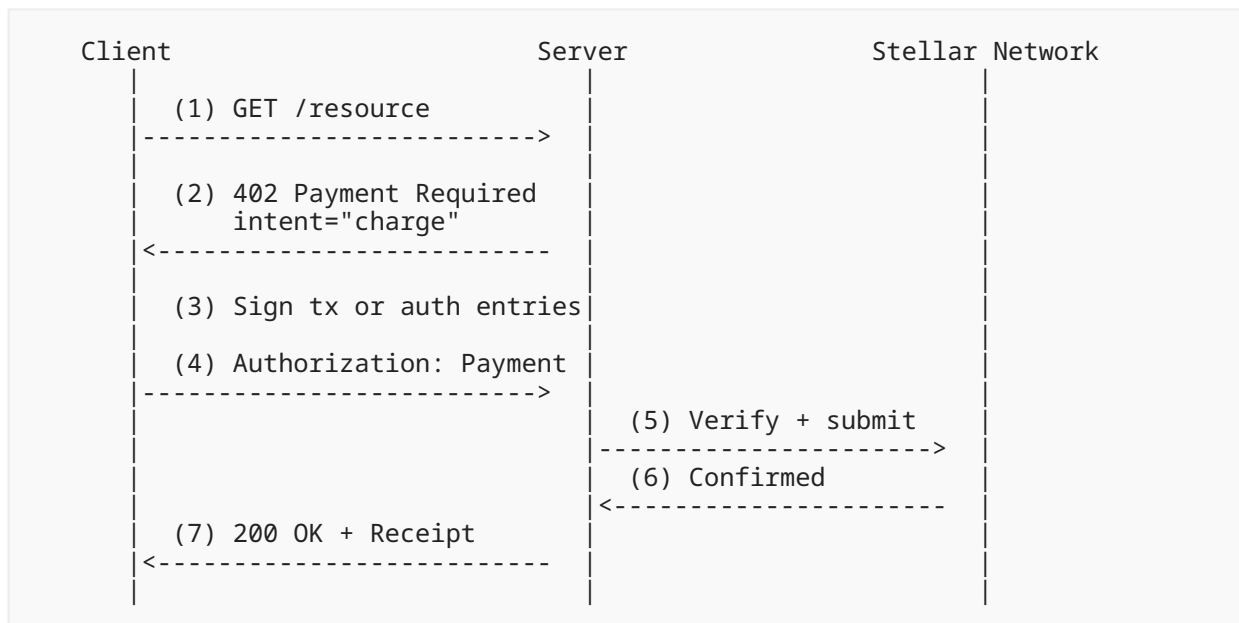 Client Server Stellar Network
(1) GET /resource
-------------------------->
(2) 402 Payment Required
intent="charge"
<--------------------------
(3) Sign tx or auth entries
(4) Authorization: Payment
-------------------------->
(5) Verify + submit
---------------------->
(6) Confirmed
<----------------------
(7) 200 OK + Receipt
<--------------------------